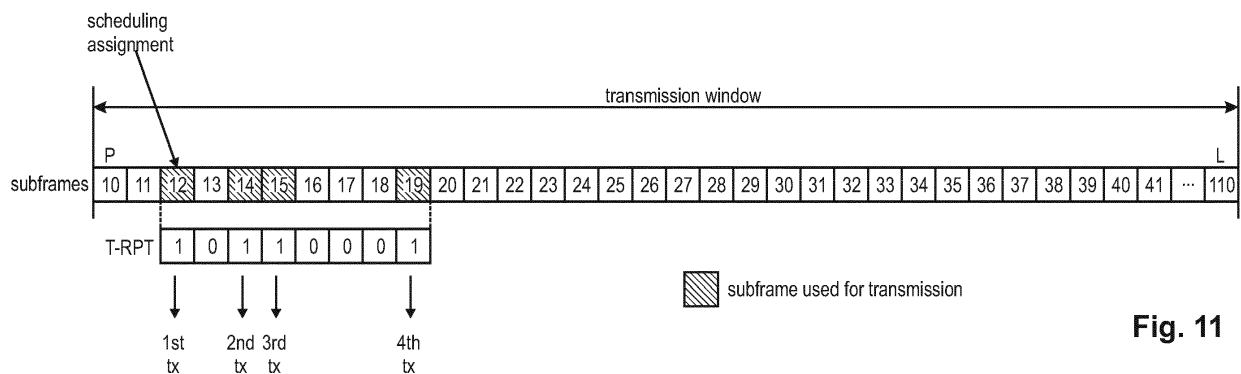 scheduling
assignment
transmission window
P L
subframes 10 11 12 13 14 15 16 17 18 19 20 21 22 23 24 25 26 27 28 29 30 31 32 33 34 35 36 37 38 39 40 41 ... 110
T-RPT 1 0 1 1 0 0 0 1
subframe used for transmission
Fig. 11
1st 2nd 3rd 4th
tx tx tx tx